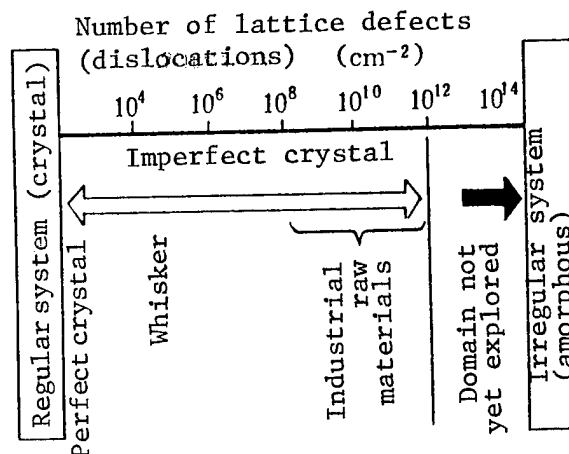 Number of lattice defects
(dislocations) (cm⁻²)
10⁴ 10⁶ 10⁸ 10¹⁰ 10¹² 10¹⁴
Imperfect crystal
Regular system (crystal)
Perfect crystal
Whisker
Industrial
raw
materials
Domain not
yet explored
Irregular system
(amorphous)